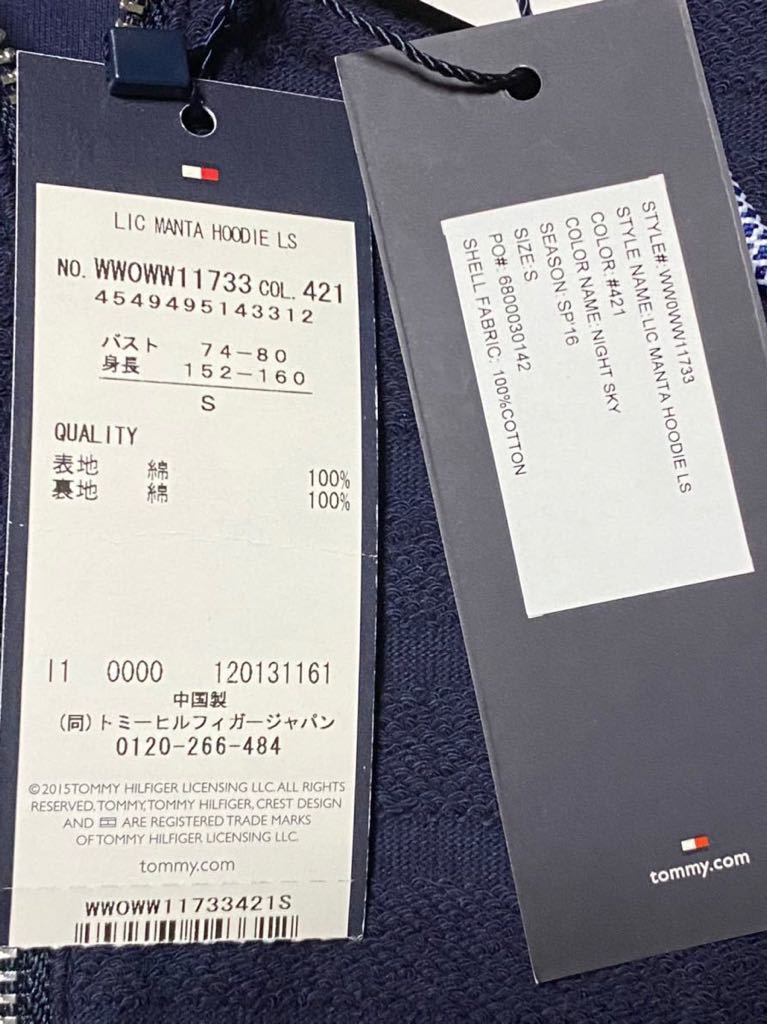 LIC MANTA HOODIE LS
NO. WW0WW11733 COL. 421
4549495143312
バスト 74-80
身長 152-160
S
QUALITY
表地 綿 100%
裏地 綿 100%
I1 0000 120131161
中国製
(同)トミーヒルフィガージャパン
0120-266-484
©2015TOMMY HILFIGER LICENSING LLC. ALL RIGHTS
RESERVED. TOMMY, TOMMY HILFIGER, CREST DESIGN
AND ARE REGISTERED TRADE MARKS
OF TOMMY HILFIGER LICENSING LLC.
tommy.com
WW0WW11733421S
STYLE#: WW0WW11733
STYLE NAME:LIC MANTA HOODIE LS
COLOR: #421
COLOR NAME: NIGHT SKY
SEASON: SP'16
SIZE:S
PO#: 6800030142
SHELL FABRIC: 100%COTTON
tommy.com